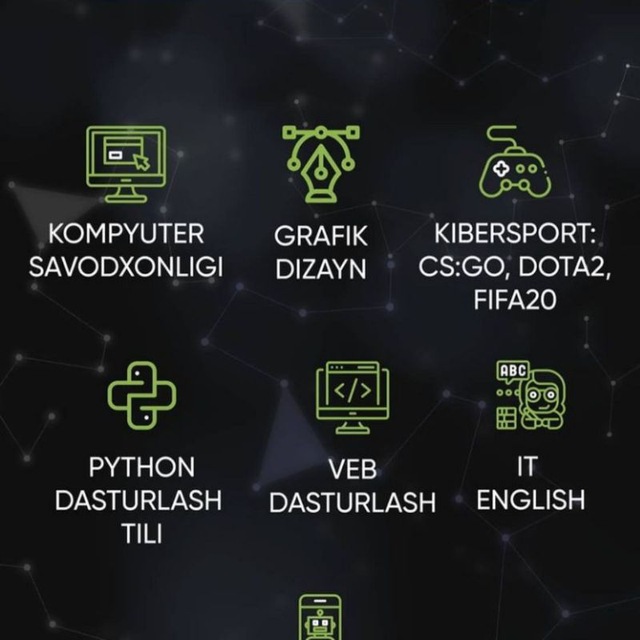 KOMPYUTER
SAVODXONLIGI
GRAFIK
DIZAYN
KIBERSPORT:
CS:GO, DOTA2,
FIFA20
PYTHON
DASTURLASH
TILI
</>
VEB
DASTURLASH
ABC
IT
ENGLISH